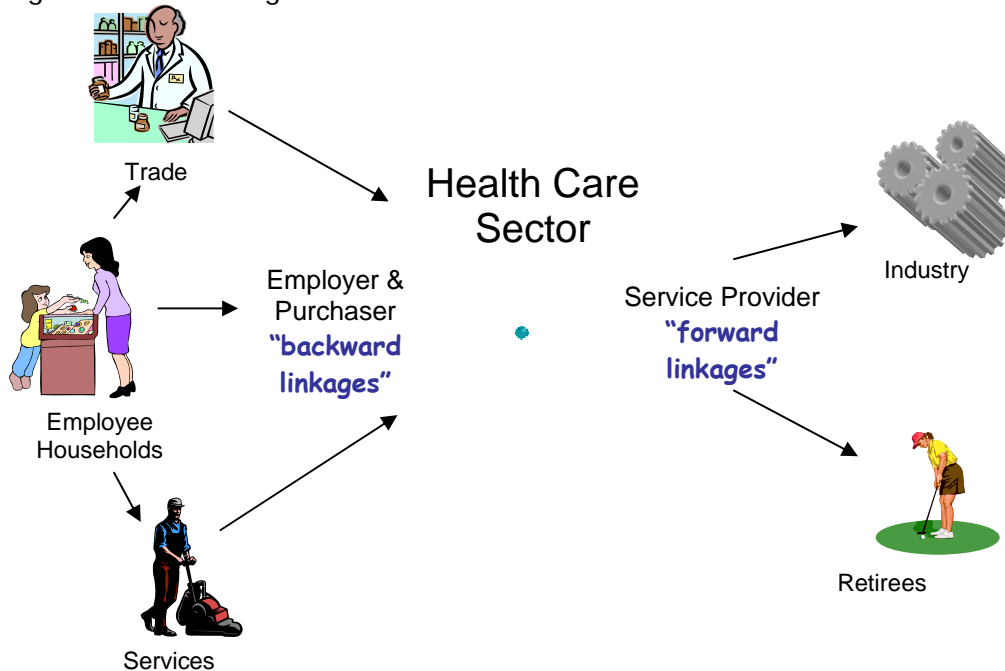 Trade
Health Care
Sector
Employer &
Purchaser
“backward
linkages”
Service Provider
“forward
linkages”
Industry
Employee
Households
Retirees
Services